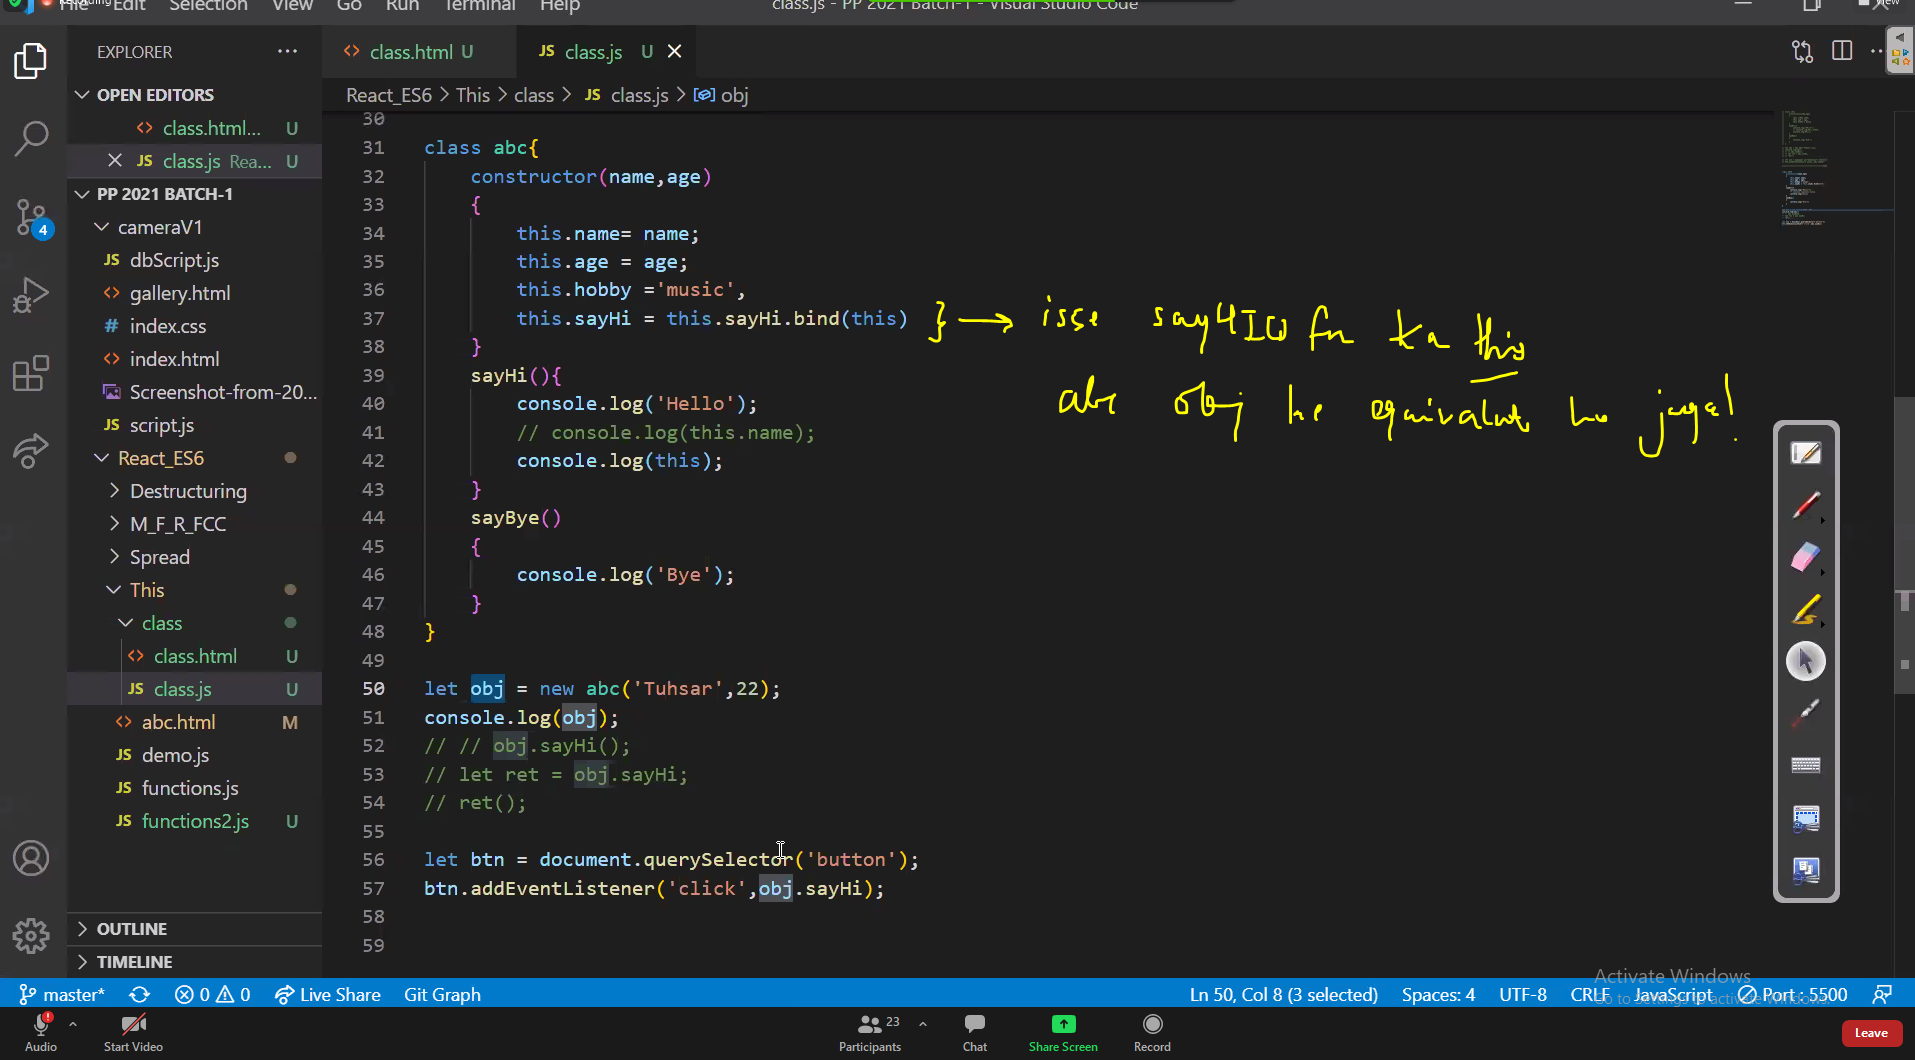 File Edit Selection View Go Run Terminal Help
class.js - PP 2021 Batch-1 - Visual Studio Code
View
EXPLORER
OPEN EDITORS
class.html... U
class.js Rea... U
PP 2021 BATCH-1
cameraV1
JS dbScript.js
gallery.html
# index.css
index.html
Screenshot-from-20...
JS script.js
React_ES6
Destructuring
M_F_R_FCC
Spread
This
class
class.html U
JS class.js U
abc.html M
JS demo.js
JS functions.js
JS functions2.js U
OUTLINE
TIMELINE
4
class.html U
JS class.js U
React_ES6 > This > class > JS class.js > obj
30
31 class abc{
32 constructor(name,age)
33 {
34 this.name= name;
35 this.age = age;
36 this.hobby ='music',
37 this.sayHi = this.sayHi.bind(this)
38 }
39 sayHi(){
40 console.log('Hello');
41 // console.log(this.name);
42 console.log(this);
43 }
44 sayBye()
45 {
46 console.log('Bye');
47 }
48 }
49
50 let obj = new abc('Tuhsar',22);
51 console.log(obj);
52 // // obj.sayHi();
53 // let ret = obj.sayHi;
54 // ret();
55
56 let btn = document.querySelector('button');
57 btn.addEventListener('click',obj.sayHi);
58
59
} → isse sayHI() fn ka this
abc obj ke equivalent ho jaega!
Activate Windows
master* 0 0 Live Share Git Graph
Ln 50, Col 8 (3 selected) Spaces: 4 UTF-8 CRLF JavaScript Port : 5500
Audio Start Video Participants 23 Chat Share Screen Record Leave